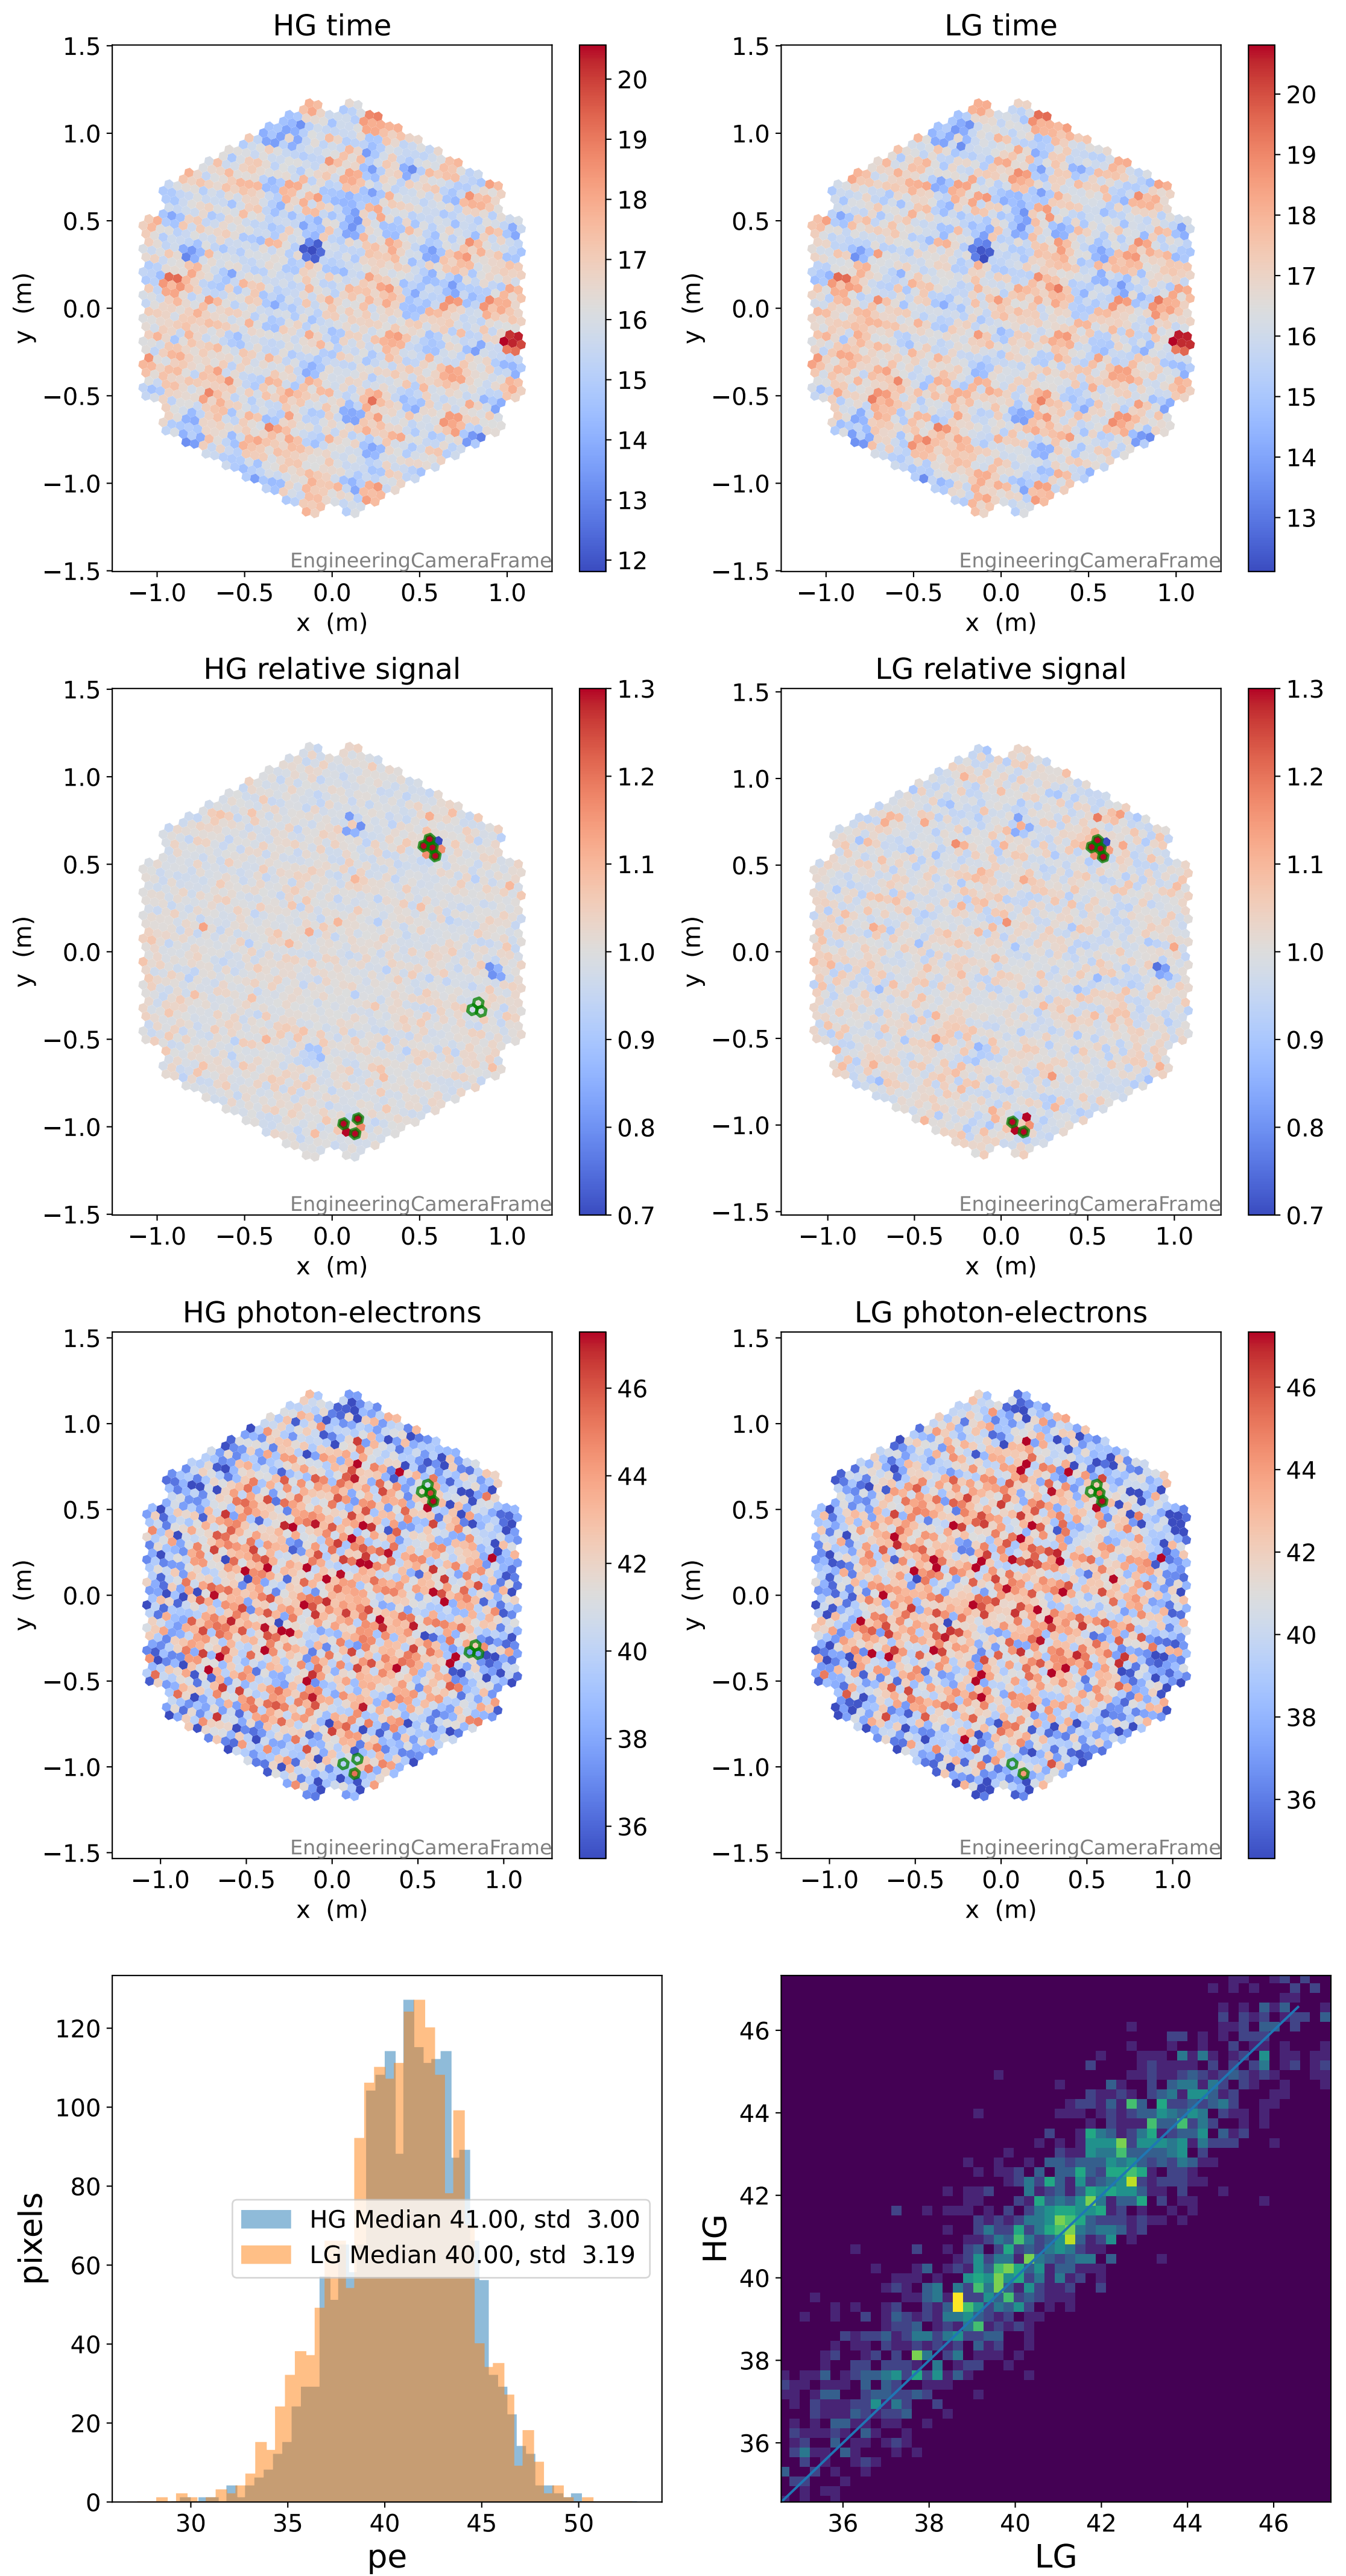 HG time
LG time
1.5
1.0
0.5
0.0
−0.5
−1.0
−1.5
y (m)
−1.0 −0.5 0.0 0.5 1.0
x (m)
EngineeringCameraFrame
20
19
18
17
16
15
14
13
12
1.5
1.0
0.5
0.0
−0.5
−1.0
−1.5
y (m)
−1.0 −0.5 0.0 0.5 1.0
x (m)
EngineeringCameraFrame
20
19
18
17
16
15
14
13
HG relative signal
LG relative signal
1.5
1.0
0.5
0.0
−0.5
−1.0
−1.5
y (m)
−1.0 −0.5 0.0 0.5 1.0
x (m)
EngineeringCameraFrame
1.3
1.2
1.1
1.0
0.9
0.8
0.7
1.5
1.0
0.5
0.0
−0.5
−1.0
−1.5
y (m)
−1.0 −0.5 0.0 0.5 1.0
x (m)
EngineeringCameraFrame
1.3
1.2
1.1
1.0
0.9
0.8
0.7
HG photon-electrons
LG photon-electrons
1.5
1.0
0.5
0.0
−0.5
−1.0
−1.5
y (m)
−1.0 −0.5 0.0 0.5 1.0
x (m)
EngineeringCameraFrame
46
44
42
40
38
36
1.5
1.0
0.5
0.0
−0.5
−1.0
−1.5
y (m)
−1.0 −0.5 0.0 0.5 1.0
x (m)
EngineeringCameraFrame
46
44
42
40
38
36
120
100
80
60
40
20
0
pixels
HG Median 41.00, std 3.00
LG Median 40.00, std 3.19
30 35 40 45 50
pe
46
44
42
40
38
36
HG
36 38 40 42 44 46
LG